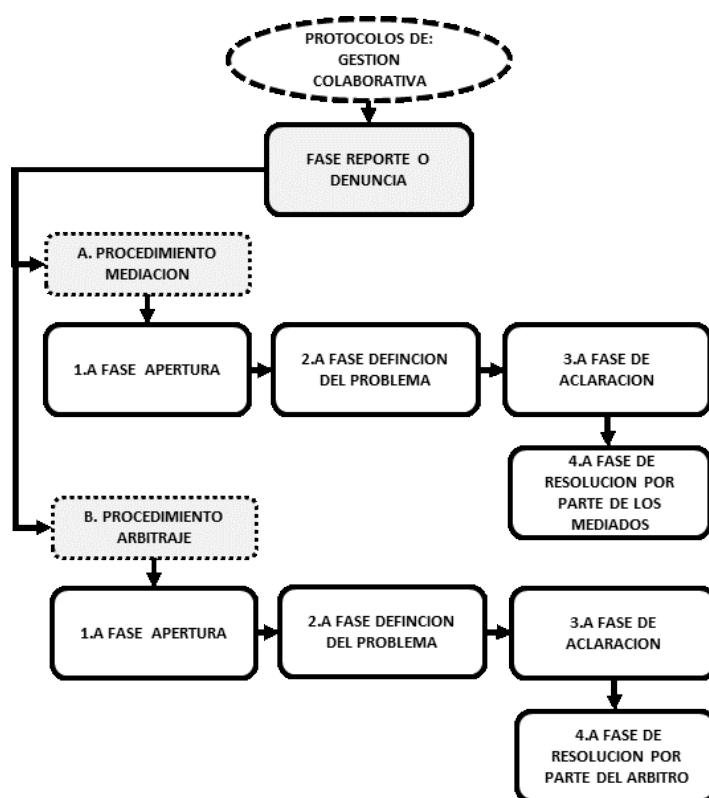 PROTOCOLOS DE:
GESTION
COLABORATIVA
FASE REPORTE O
DENUNCIA
A. PROCEDIMIENTO
MEDIACION
1.A FASE APERTURA
2.A FASE DEFINCION
DEL PROBLEMA
3.A FASE DE
ACLARACION
4.A FASE DE
RESOLUCION POR
PARTE DE LOS
MEDIADOS
B. PROCEDIMIENTO
ARBITRAJE
1.A FASE APERTURA
2.A FASE DEFINCION
DEL PROBLEMA
3.A FASE DE
ACLARACION
4.A FASE DE
RESOLUCION POR
PARTE DEL ARBITRO